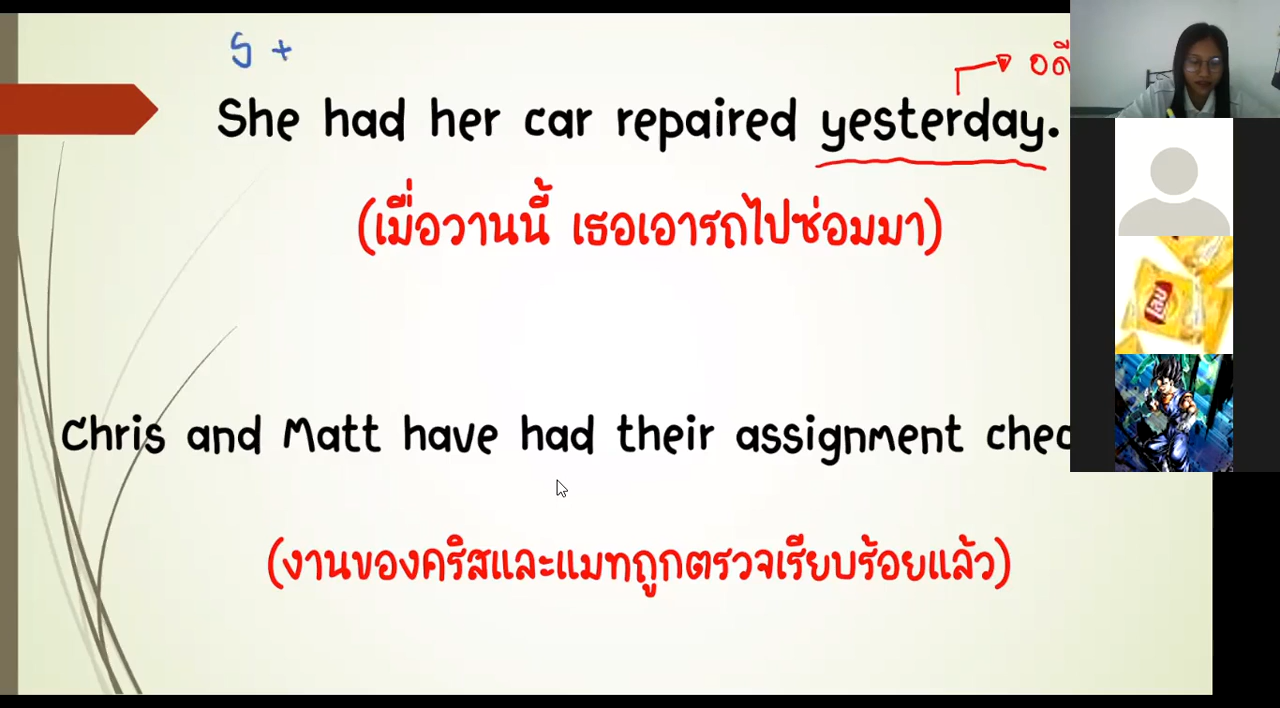 S +
She had her car repaired yesterday.
(เมื่อวานนี้ เธอเอารถไปซ่อมมา)
Chris and Matt have had their assignment
(งานของคริสและแมทถูกตรวจเรียบร้อยแล้ว)
เลย์